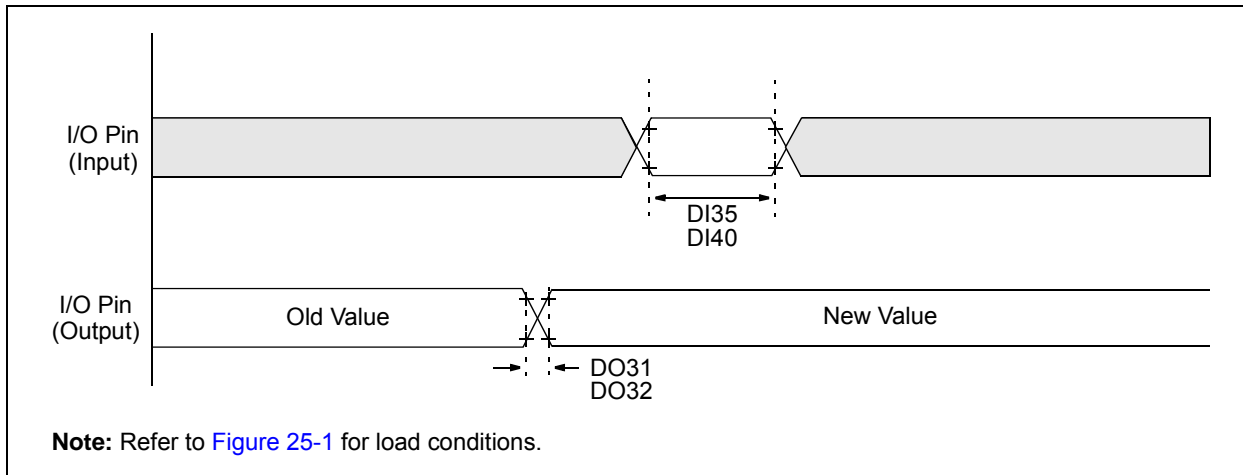 I/O Pin
(Input)
DI35
DI40
I/O Pin
(Output)
Old Value
New Value
DO31
DO32
Note: Refer to Figure 25-1 for load conditions.